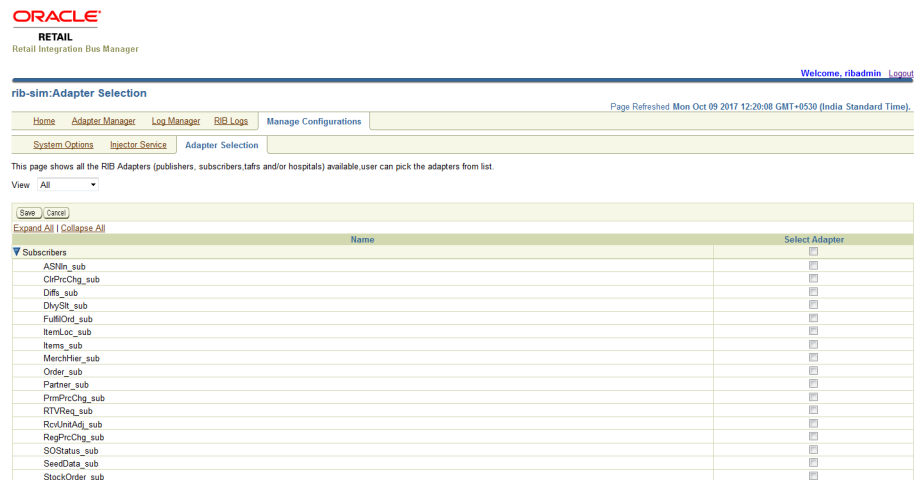 ORACLE
RETAIL
Retail Integration Bus Manager
Welcome, ribadmin Logout
rib-sim:Adapter Selection
Page Refreshed Mon Oct 09 2017 12:20:08 GMT+0530 (India Standard Time).
Home Adapter Manager Log Manager RIB Logs Manage Configurations
System Options Injector Service Adapter Selection
This page shows all the RIB Adapters (publishers, subscribers,tafrs and/or hospitals) available,user can pick the adapters from list.
View All
Save Cancel
Expand All | Collapse All
Name Select Adapter
Subscribers
ASNIn_sub
ClrPrcChg_sub
Diffs_sub
DlvySlt_sub
FulfilOrd_sub
ItemLoc_sub
Items_sub
MerchHier_sub
Order_sub
Partner_sub
PrmPrcChg_sub
RTVReq_sub
RcvUnitAdj_sub
RegPrcChg_sub
SOStatus_sub
SeedData_sub
StockOrder_sub